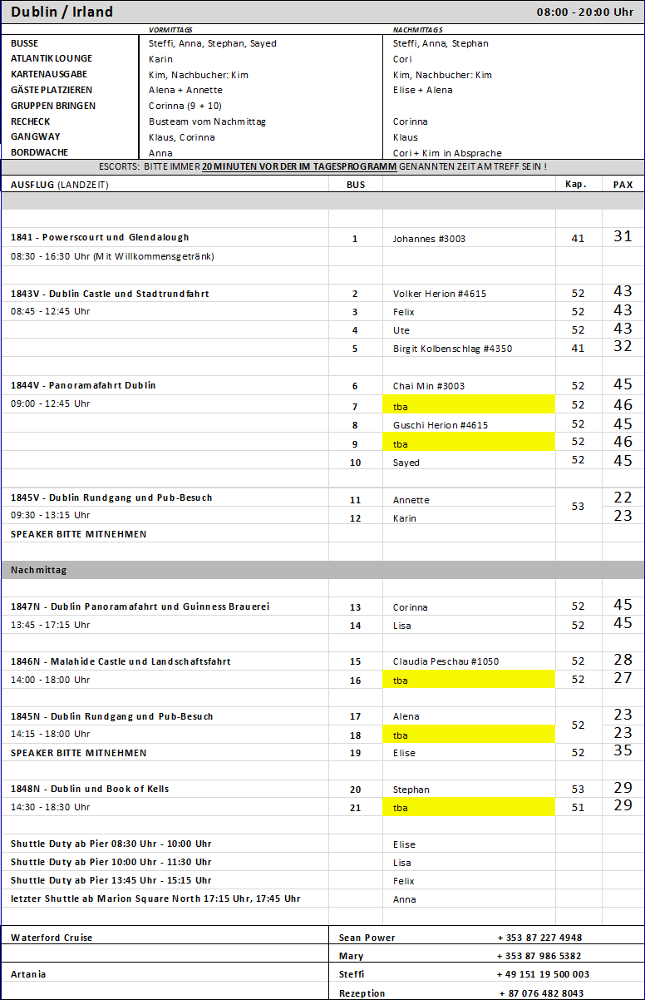 Dublin / Irland 08:00 - 20:00 Uhr
VORMITTAGS NACHMITTAGS
BUSSE Steffi, Anna, Stephan, Sayed Steffi, Anna, Stephan
ATLANTIK LOUNGE Karin Cori
KARTENAUSGABE Kim, Nachbucher: Kim Kim, Nachbucher: Kim
GÄSTE PLATZIEREN Alena + Annette Elise + Alena
GRUPPEN BRINGEN Corinna (9 + 10)
RECHECK Busteam vom Nachmittag Corinna
GANGWAY Klaus, Corinna Klaus
BORDWACHE Anna Cori + Kim in Absprache
ESCORTS: BITTE IMMER 20 MINUTEN VOR DER IM TAGESPROGRAMM GENANNTEN ZEIT AM TREFF SEIN !
AUSFLUG (LANDZEIT) BUS Kap. PAX
1841 - Powerscourt und Glendalough 1 Johannes #3003 41 31
08:30 - 16:30 Uhr (Mit Willkommensgetränk)
1843V - Dublin Castle und Stadtrundfahrt 2 Volker Herion #4615 52 43
08:45 - 12:45 Uhr 3 Felix 52 43
4 Ute 52 43
5 Birgit Kolbenschlag #4350 41 32
1844V - Panoramafahrt Dublin 6 Chai Min #3003 52 45
09:00 - 12:45 Uhr 7 tba 52 46
8 Guschi Herion #4615 52 45
9 tba 52 46
10 Sayed 52 45
1845V - Dublin Rundgang und Pub-Besuch 11 Annette 53 22
09:30 - 13:15 Uhr 12 Karin 23
SPEAKER BITTE MITNEHMEN
Nachmittag
1847N - Dublin Panoramafahrt und Guinness Brauerei 13 Corinna 52 45
13:45 - 17:15 Uhr 14 Lisa 52 45
1846N - Malahide Castle und Landschaftsfahrt 15 Claudia Peschau #1050 52 28
14:00 - 18:00 Uhr 16 tba 52 27
1845N - Dublin Rundgang und Pub-Besuch 17 Alena 52 23
14:15 - 18:00 Uhr 18 tba 23
SPEAKER BITTE MITNEHMEN 19 Elise 52 35
1848N - Dublin und Book of Kells 20 Stephan 53 29
14:30 - 18:30 Uhr 21 tba 51 29
Shuttle Duty ab Pier 08:30 Uhr - 10:00 Uhr Elise
Shuttle Duty ab Pier 10:00 Uhr - 11:30 Uhr Lisa
Shuttle Duty ab Pier 13:45 Uhr - 15:15 Uhr Felix
letzter Shuttle ab Marion Square North 17:15 Uhr, 17:45 Uhr Anna
Waterford Cruise Sean Power + 353 87 227 4948
Mary + 353 87 986 5382
Artania Steffi + 49 151 19 500 003
Rezeption + 87 076 482 8043